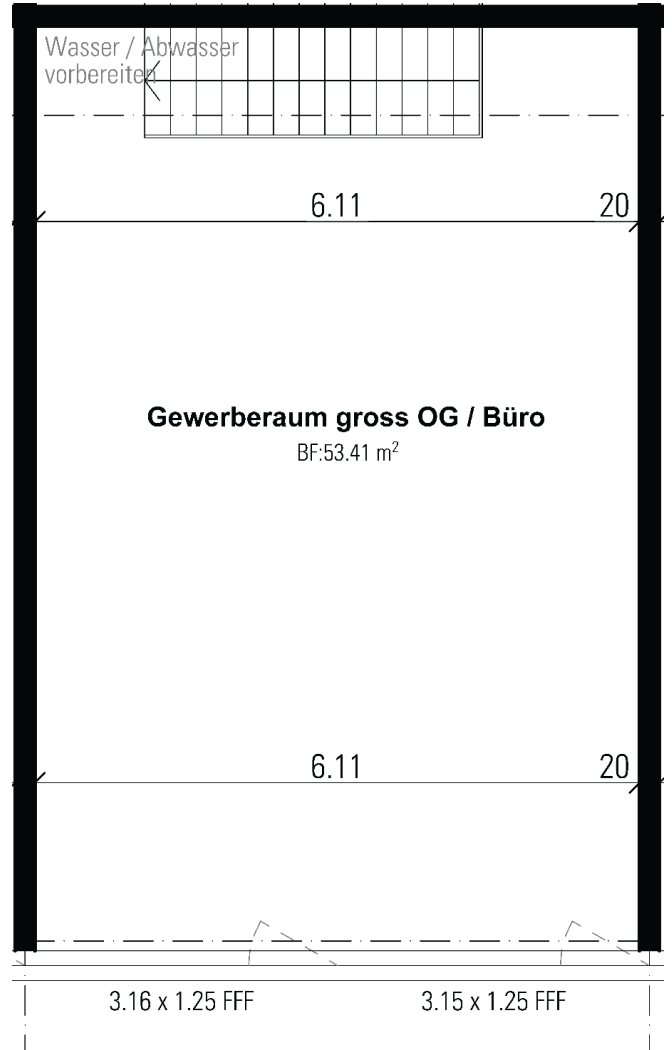 Wasser / Abwasser
vorbereiten
6.11 20
Gewerberaum gross OG / Büro
BF:53.41 m²
6.11 20
3.16 x 1.25 FFF 3.15 x 1.25 FFF